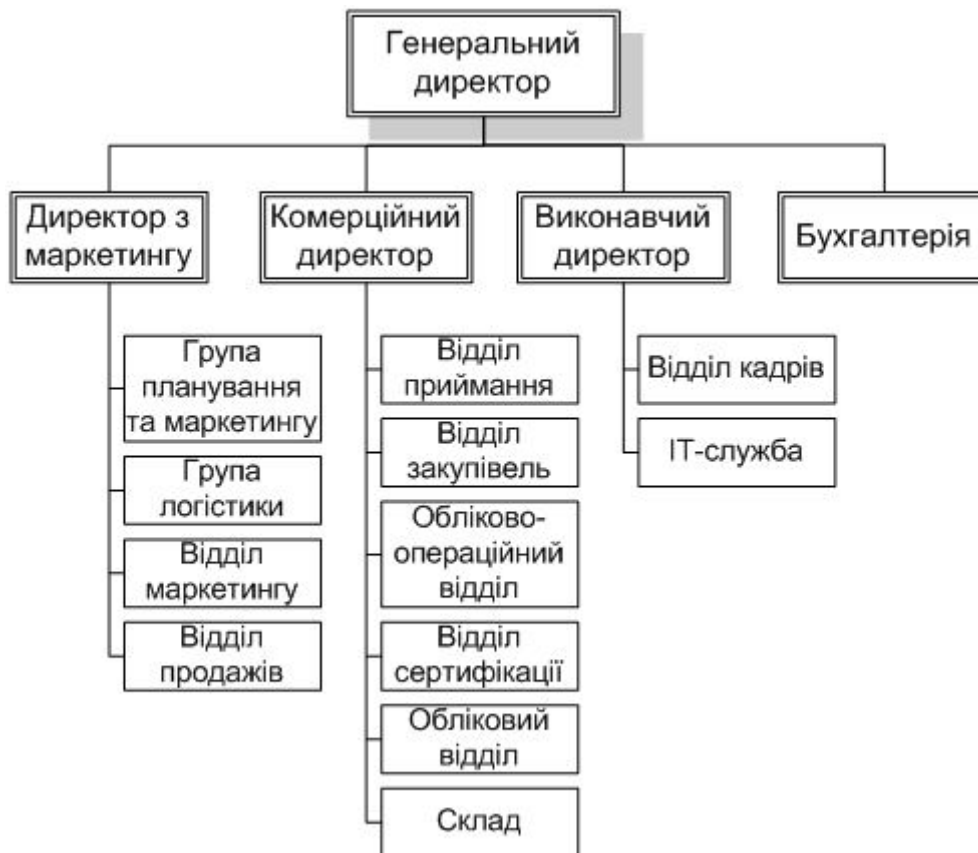 Генеральний
директор
Директор з
маркетингу
Комерційний
директор
Виконавчий
директор
Бухгалтерія
Група
планування
та маркетингу
Група
логістики
Відділ
маркетингу
Відділ
продажів
Відділ
приймання
Відділ
закупівель
Обліково-
операційний
відділ
Відділ
сертифікації
Обліковий
відділ
Склад
Відділ кадрів
ІТ-служба